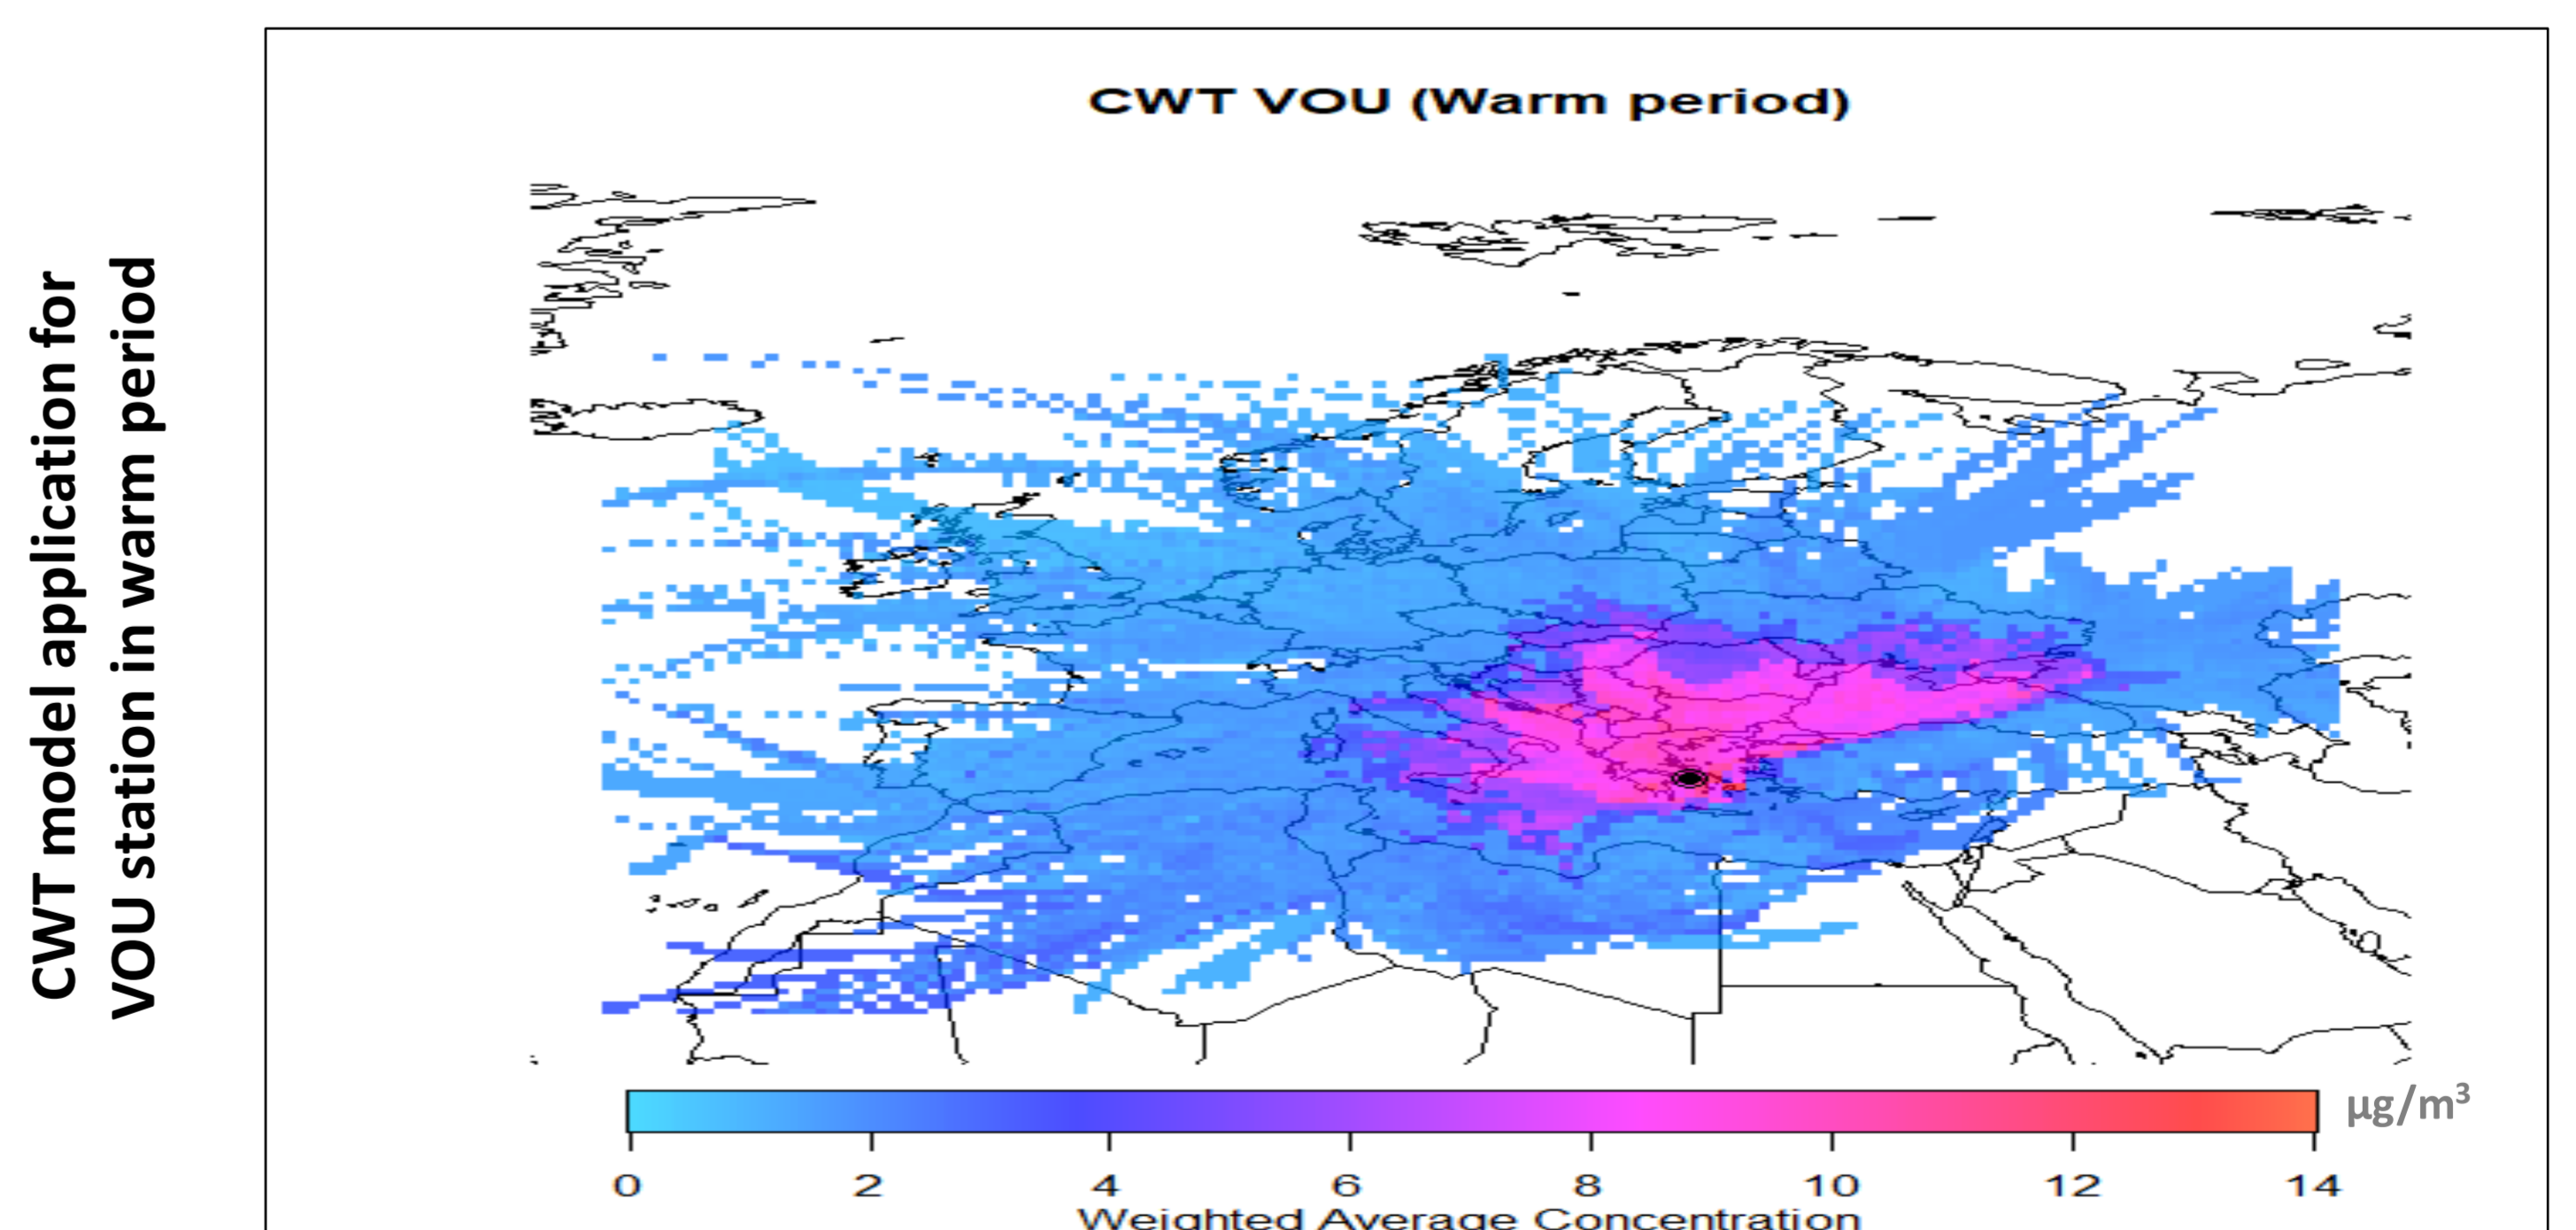 CWT model application for
VOU station in warm period
CWT VOU (Warm period)
µg/m³
0 2 4 6 8 10 12 14
Weighted Average Concentration